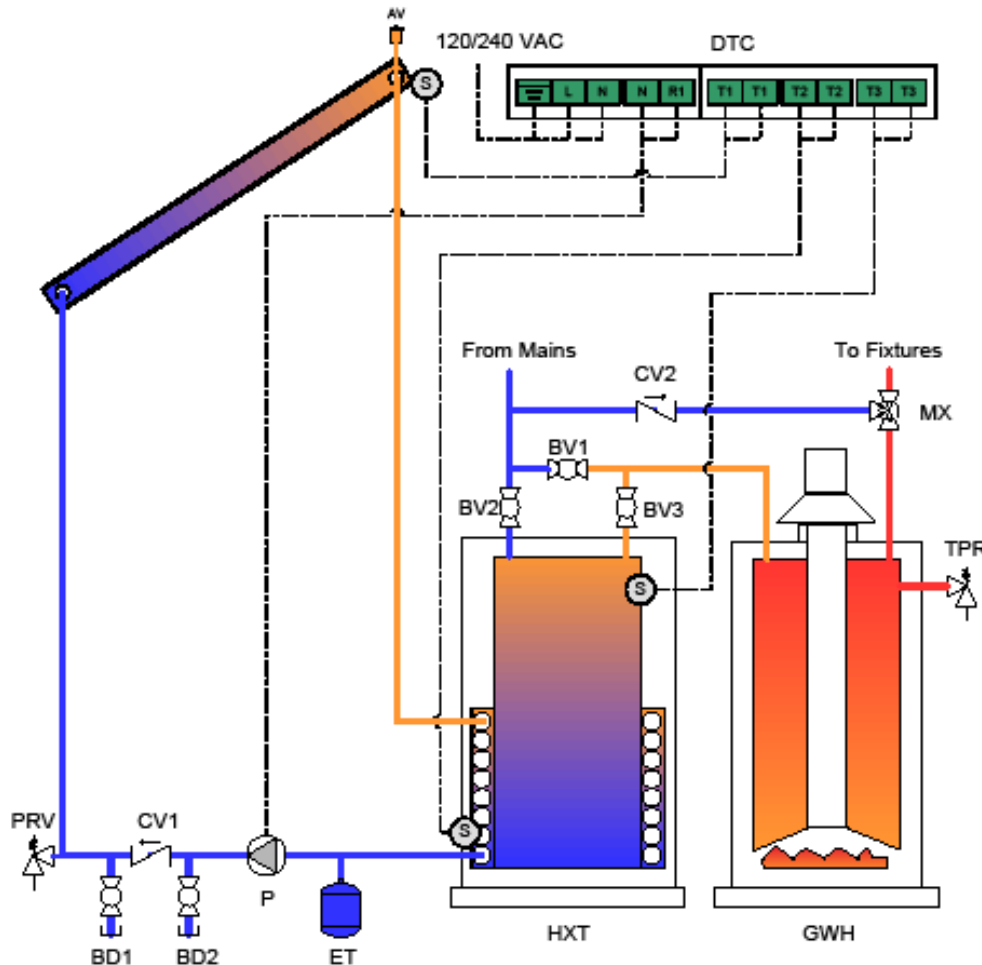 AV
120/240 VAC
DTC
S
L N N R1 T1 T1 T2 T2 T3 T3
From Mains
To Fixtures
CV2
MX
BV1
BV2
BV3
TPR
S
PRV
CV1
S
P
BD1
BD2
ET
HXT
GWH